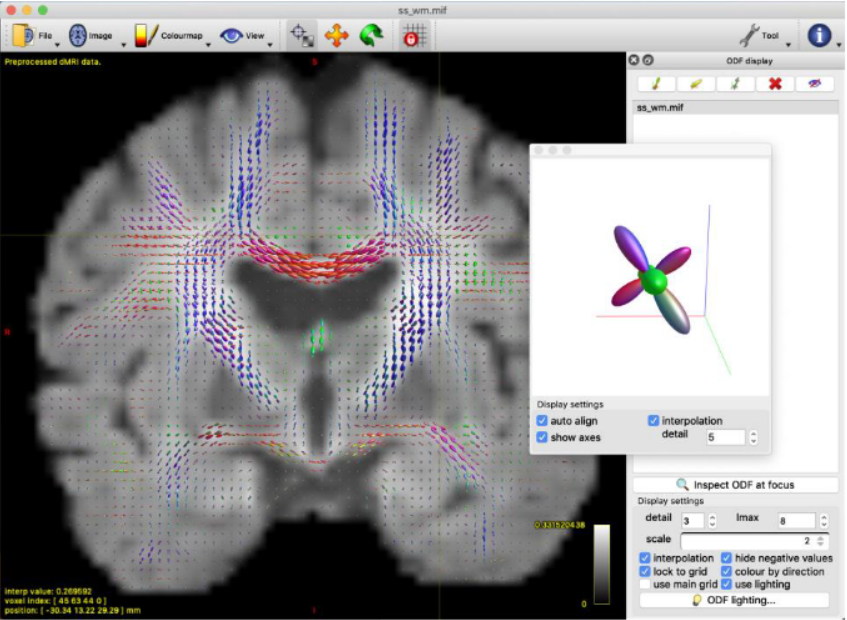 ss_wm.mif
File Image Colourmap View Tool
Preprocessed dMRI data.
S
ODF display
ss_wm.mif
R
Display settings
auto align interpolation
show axes detail 5
Inspect ODF at focus
Display settings
detail 3 lmax 8
scale 2
interpolation hide negative values
lock to grid colour by direction
use main grid use lighting
ODF lighting...
0.331520438
0
interp value: 0.269592
voxel index: [ 45 63 44 0 ]
position: [ -30.34 13.22 29.29 ] mm
I